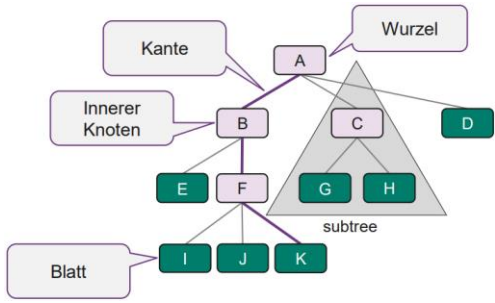 Wurzel
Kante
A
Innerer
Knoten
B
C
D
E
F
G
H
subtree
Blatt
I
J
K